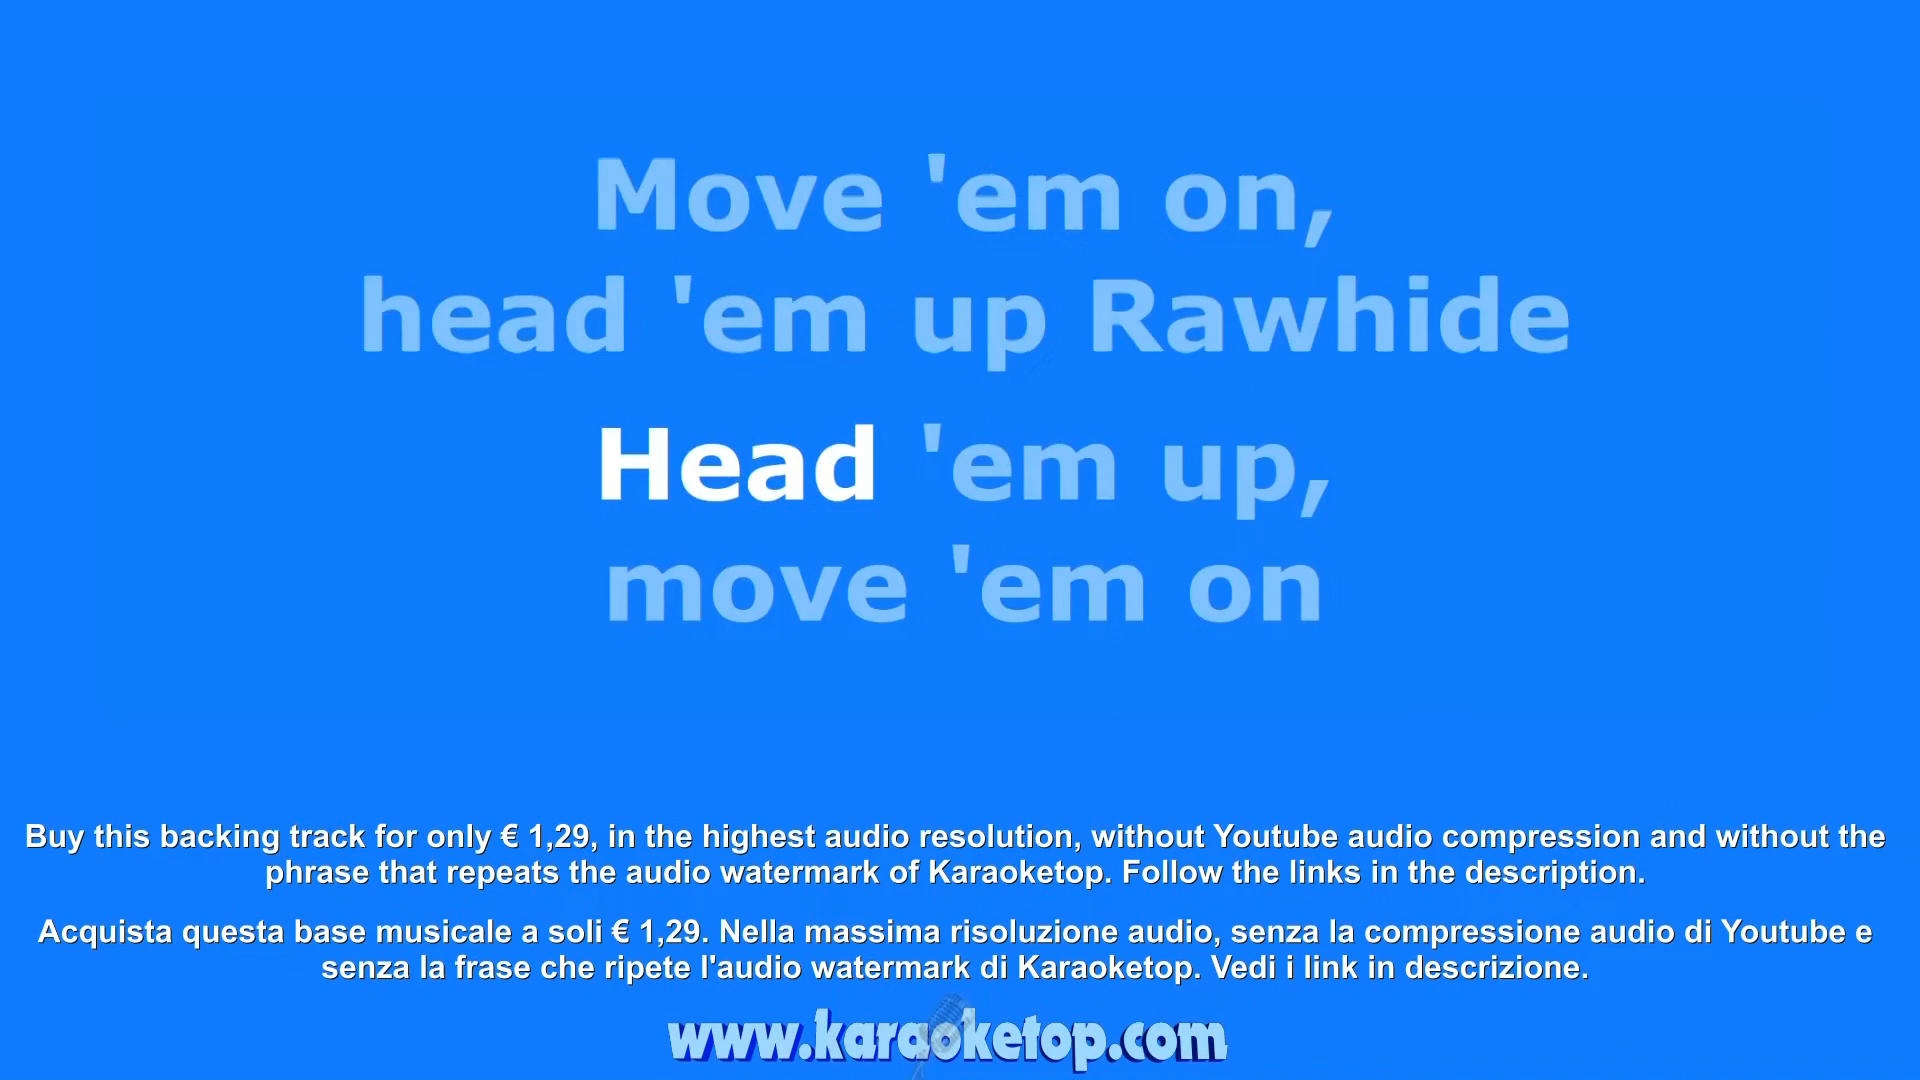 Move 'em on,
head 'em up Rawhide
Head 'em up,
move 'em on
Buy this backing track for only € 1,29, in the highest audio resolution, without Youtube audio compression and without the
phrase that repeats the audio watermark of Karaoketop. Follow the links in the description.
Acquista questa base musicale a soli € 1,29. Nella massima risoluzione audio, senza la compressione audio di Youtube e
senza la frase che ripete l'audio watermark di Karaoketop. Vedi i link in descrizione.
www.karaoketop.com